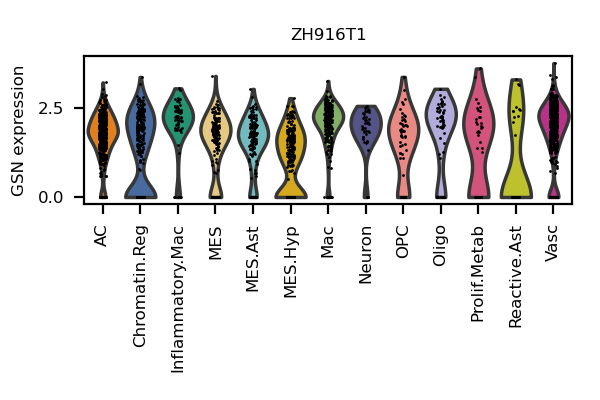 ZH916T1
GSN expression
2.5
0.0
AC
Chromatin.Reg
Inflammatory.Mac
MES
MES.Ast
MES.Hyp
Mac
Neuron
OPC
Oligo
Prolif.Metab
Reactive.Ast
Vasc